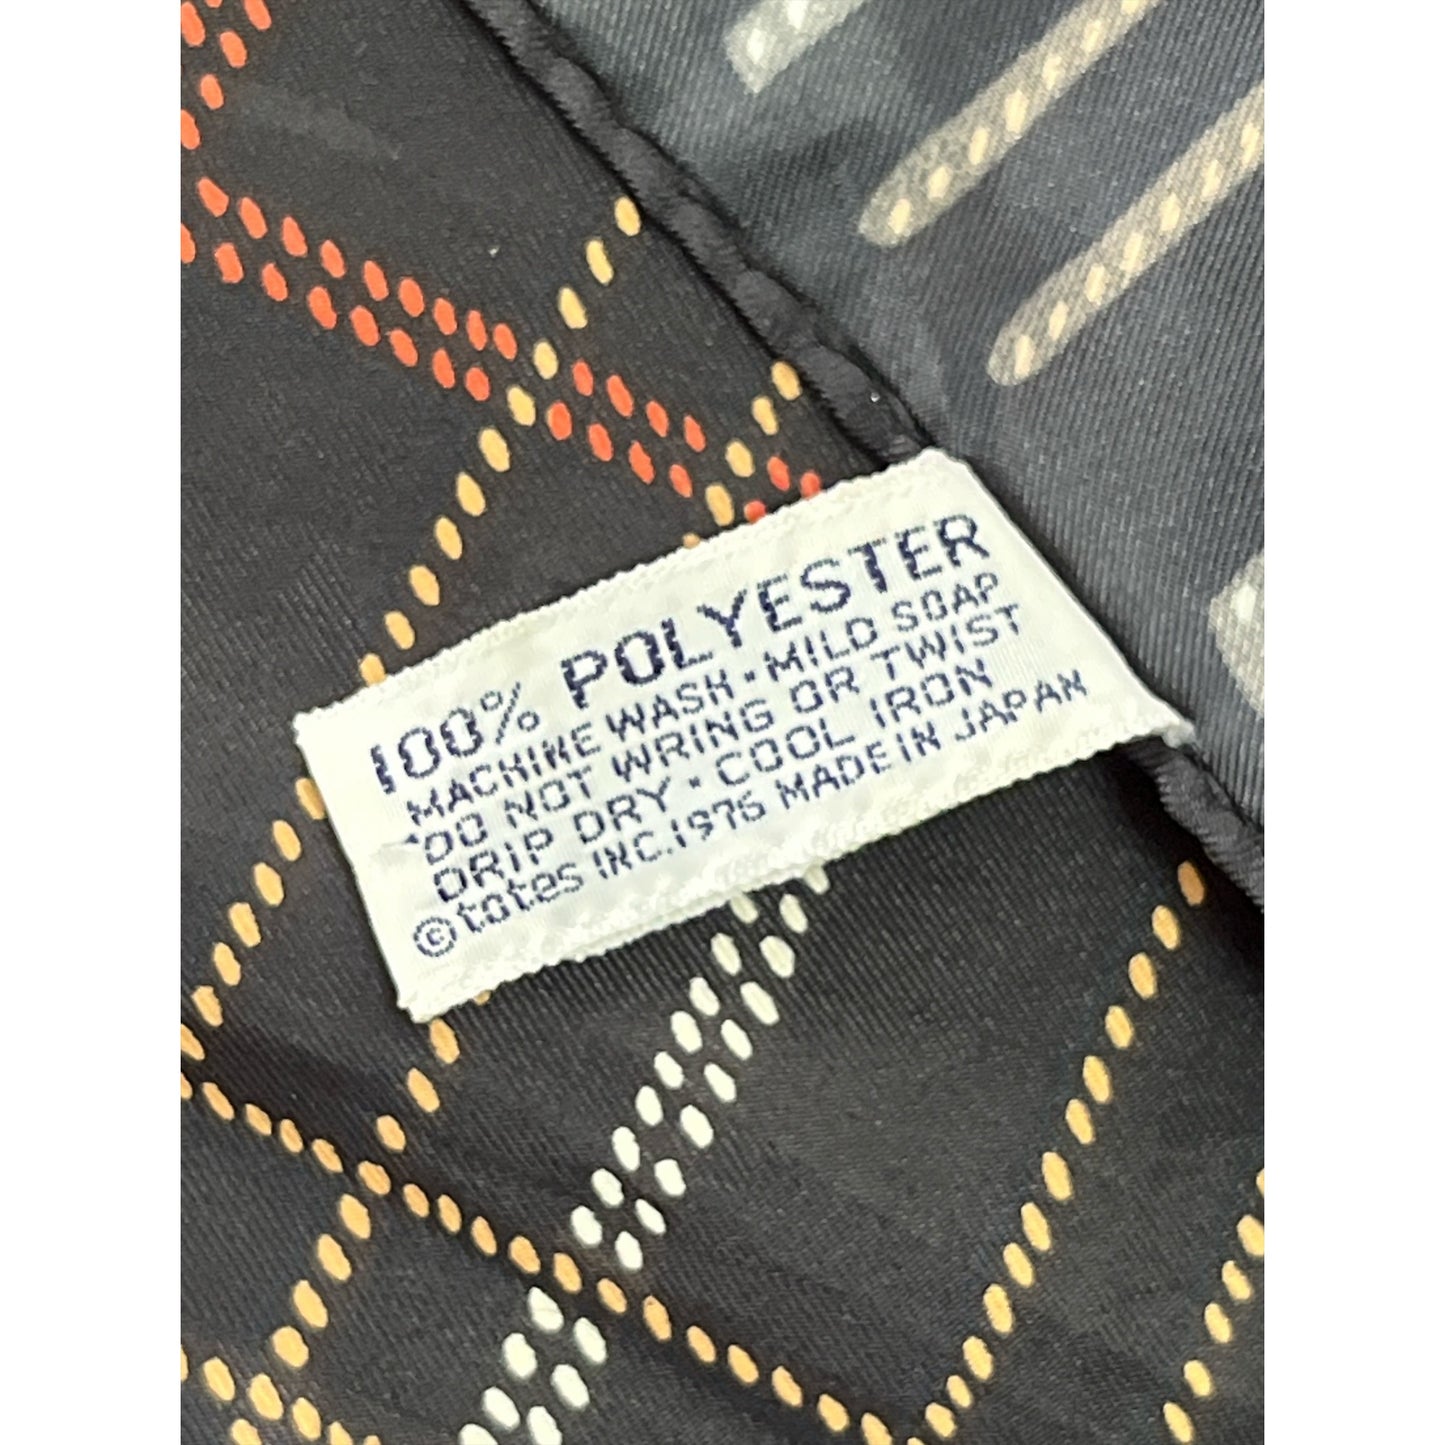 100% POLYESTER
MACHINE WASH • MILD SOAP
DO NOT WRING OR TWIST
DRIP DRY • COOL IRON
© totes INC. 1976 MADE IN JAPAN